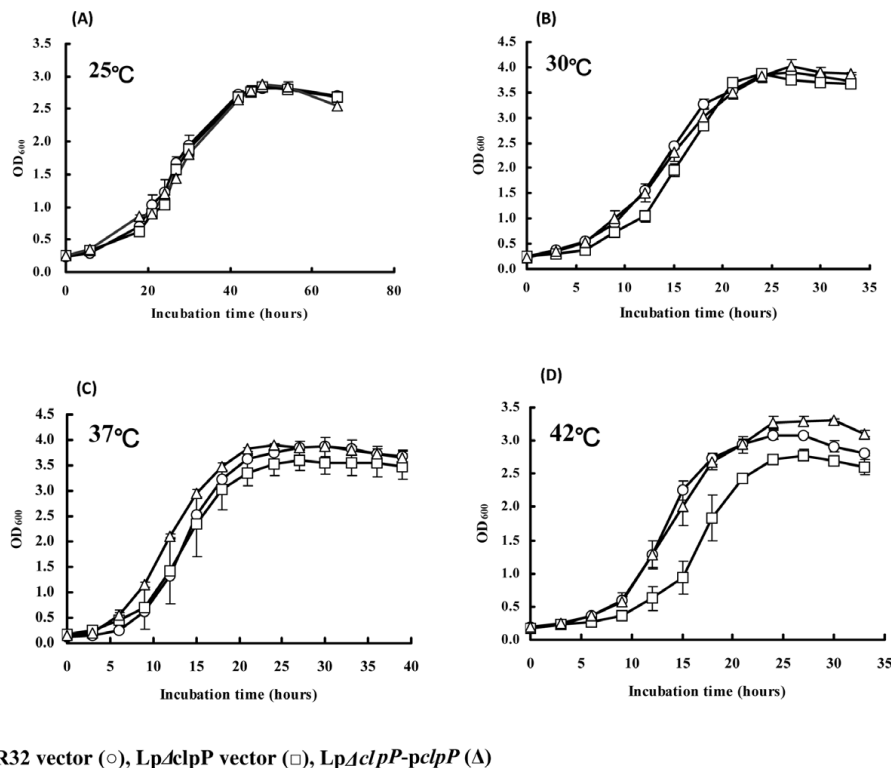 (A)
25℃
3.5
3.0
2.5
2.0
1.5
1.0
0.5
0.0
OD600
0 20 40 60 80
Incubation time (hours)
(B)
30℃
4.5
4.0
3.5
3.0
2.5
2.0
1.5
1.0
0.5
0.0
OD600
0 5 10 15 20 25 30 35
Incubation time (hours)
(C)
37℃
4.5
4.0
3.5
3.0
2.5
2.0
1.5
1.0
0.5
0.0
OD600
0 5 10 15 20 25 30 35 40
Incubation time (hours)
(D)
42℃
3.5
3.0
2.5
2.0
1.5
1.0
0.5
0.0
OD600
0 5 10 15 20 25 30 35
Incubation time (hours)
R32 vector (○), LpΔclpP vector (□), LpΔclpP-pclpP (Δ)